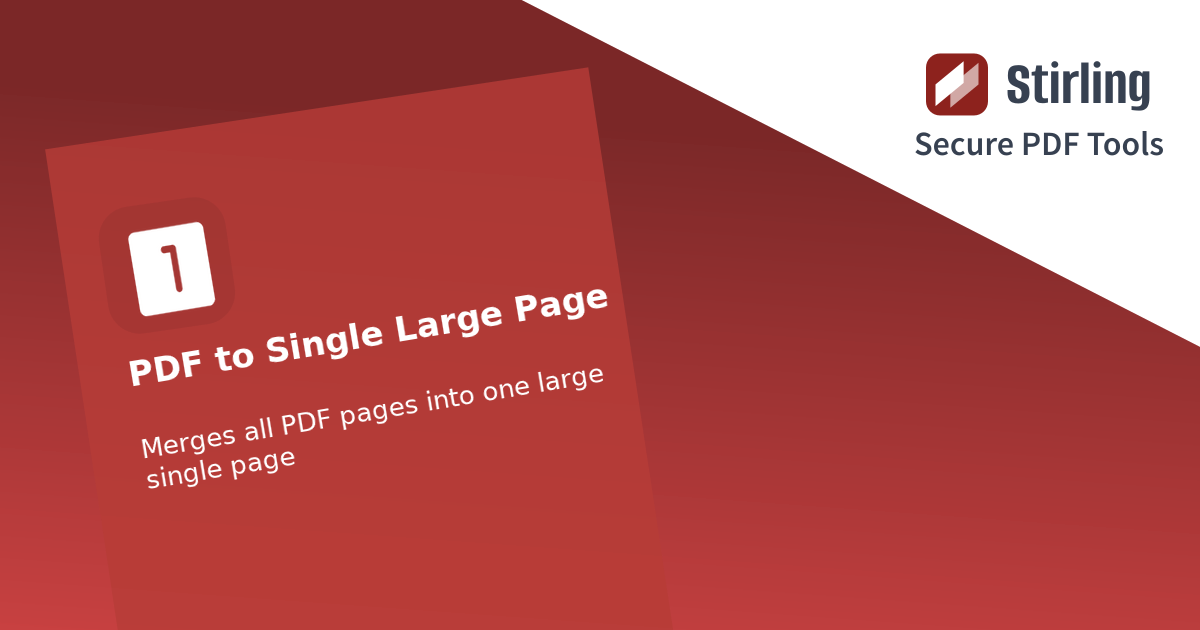 Stirling
Secure PDF Tools
1
PDF to Single Large Page
Merges all PDF pages into one large
single page